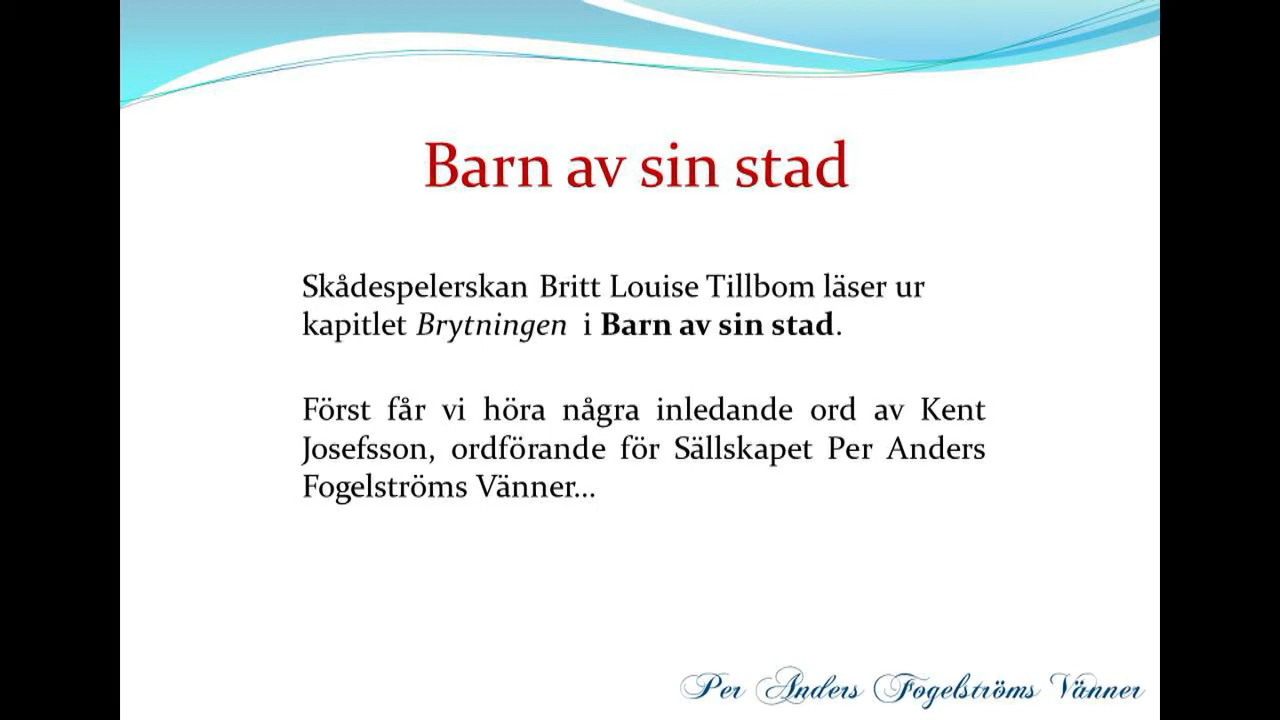 Barn av sin stad
Skådespelerskan Britt Louise Tillbom läser ur
kapitlet Brytningen i Barn av sin stad.
Först får vi höra några inledande ord av Kent
Josefsson, ordförande för Sällskapet Per Anders
Fogelströms Vänner...
Per Anders Fogelströms Vänner